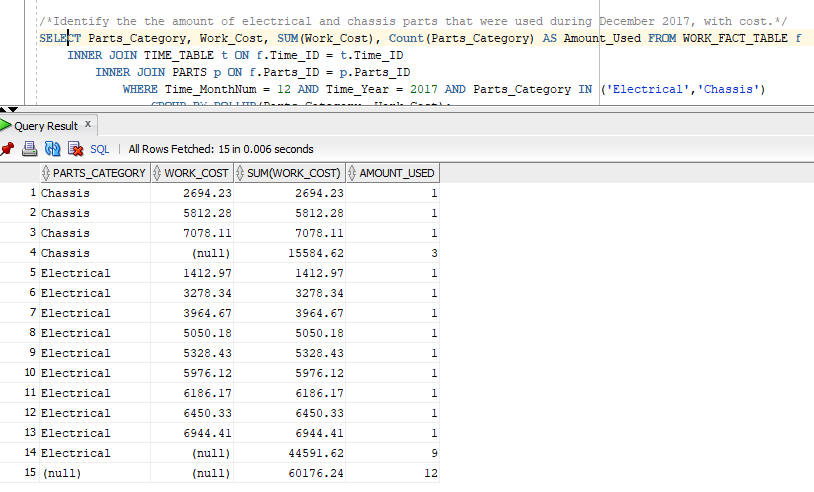 /*Identify the the amount of electrical and chassis parts that were used during December 2017, with cost.*/
SELECT Parts_Category, Work_Cost, SUM(Work_Cost), Count(Parts_Category) AS Amount_Used FROM WORK_FACT_TABLE f
INNER JOIN TIME_TABLE t ON f.Time_ID = t.Time_ID
INNER JOIN PARTS p ON f.Parts_ID = p.Parts_ID
WHERE Time_MonthNum = 12 AND Time_Year = 2017 AND Parts_Category IN ('Electrical','Chassis')
GROUP BY ROLLUP(Parts_Category, Work_Cost);
Query Result x
SQL | All Rows Fetched: 15 in 0.006 seconds
PARTS_CATEGORY WORK_COST SUM(WORK_COST) AMOUNT_USED
1 Chassis 2694.23 2694.23 1
2 Chassis 5812.28 5812.28 1
3 Chassis 7078.11 7078.11 1
4 Chassis (null) 15584.62 3
5 Electrical 1412.97 1412.97 1
6 Electrical 3278.34 3278.34 1
7 Electrical 3964.67 3964.67 1
8 Electrical 5050.18 5050.18 1
9 Electrical 5328.43 5328.43 1
10 Electrical 5976.12 5976.12 1
11 Electrical 6186.17 6186.17 1
12 Electrical 6450.33 6450.33 1
13 Electrical 6944.41 6944.41 1
14 Electrical (null) 44591.62 9
15 (null) (null) 60176.24 12